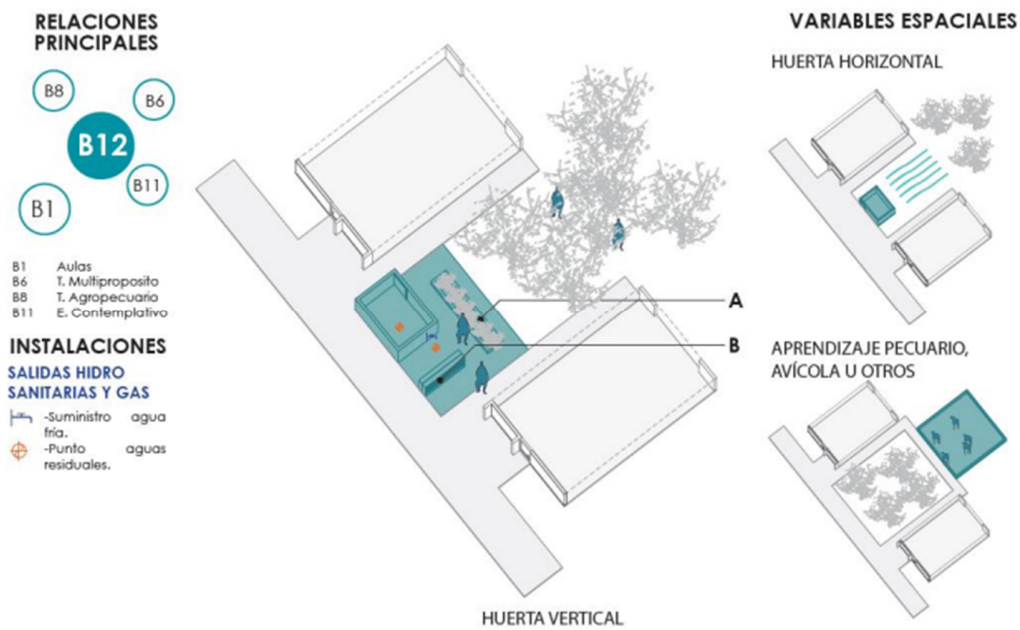 RELACIONES
PRINCIPALES
B8
B6
B12
B11
B1
B1 Aulas
B6 T. Multiproposito
B8 T. Agropecuario
B11 E. Contemplativo
INSTALACIONES
SALIDAS HIDRO
SANITARIAS Y GAS
-Suministro agua
fría.
-Punto aguas
residuales.
A
B
HUERTA VERTICAL
VARIABLES ESPACIALES
HUERTA HORIZONTAL
APRENDIZAJE PECUARIO,
AVÍCOLA U OTROS